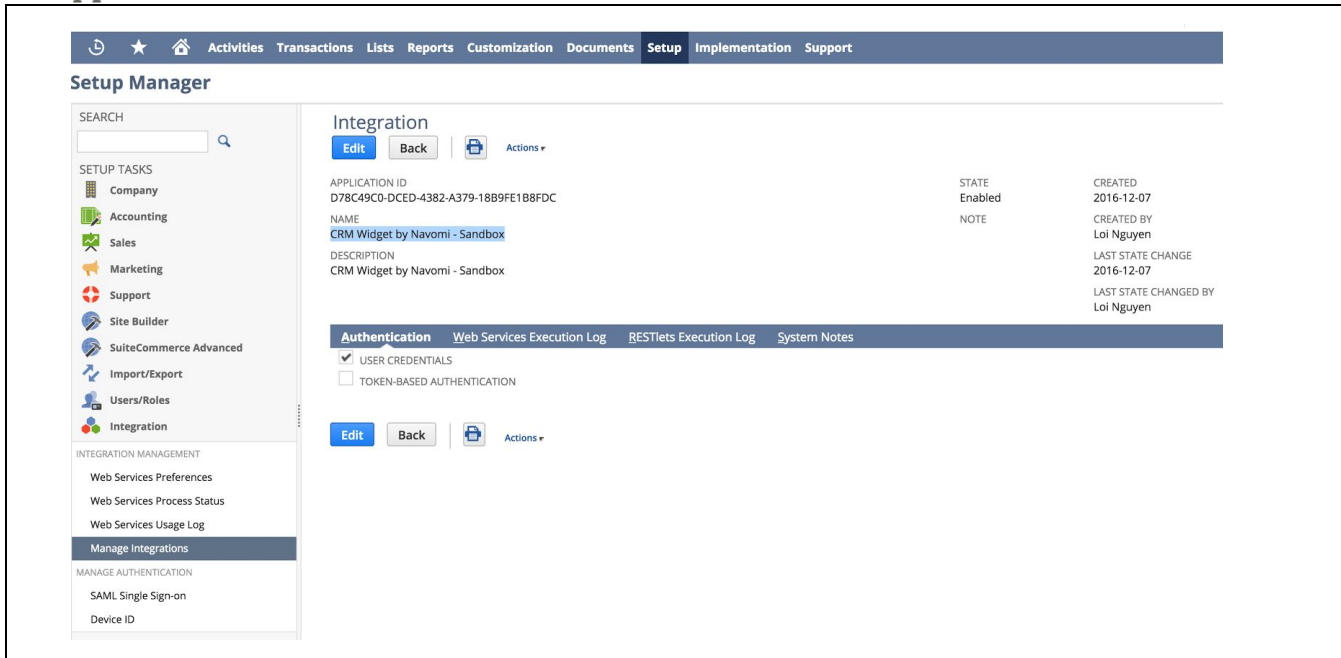 Activities Transactions Lists Reports Customization Documents Setup Implementation Support
Setup Manager
SEARCH
SETUP TASKS
Company
Accounting
Sales
Marketing
Support
Site Builder
SuiteCommerce Advanced
Import/Export
Users/Roles
Integration
INTEGRATION MANAGEMENT
Web Services Preferences
Web Services Process Status
Web Services Usage Log
Manage Integrations
MANAGE AUTHENTICATION
SAML Single Sign-on
Device ID
Integration
Edit Back Actions
APPLICATION ID
D78C49C0-DCED-4382-A379-18B9FE1B8FDC
NAME
CRM Widget by Navomi - Sandbox
DESCRIPTION
CRM Widget by Navomi - Sandbox
STATE
Enabled
NOTE
CREATED
2016-12-07
CREATED BY
Loi Nguyen
LAST STATE CHANGE
2016-12-07
LAST STATE CHANGED BY
Loi Nguyen
Authentication Web Services Execution Log RESTlets Execution Log System Notes
USER CREDENTIALS
TOKEN-BASED AUTHENTICATION
Edit Back Actions